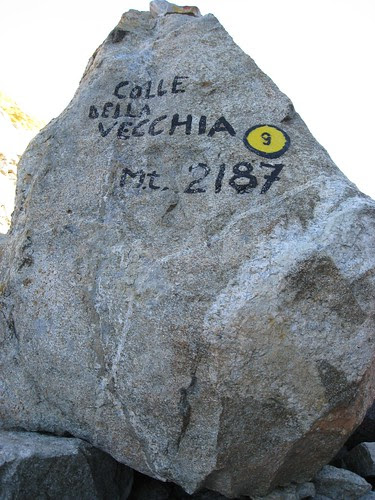 COLLE
DELLA
VECCHIA 9
Mt. 2187